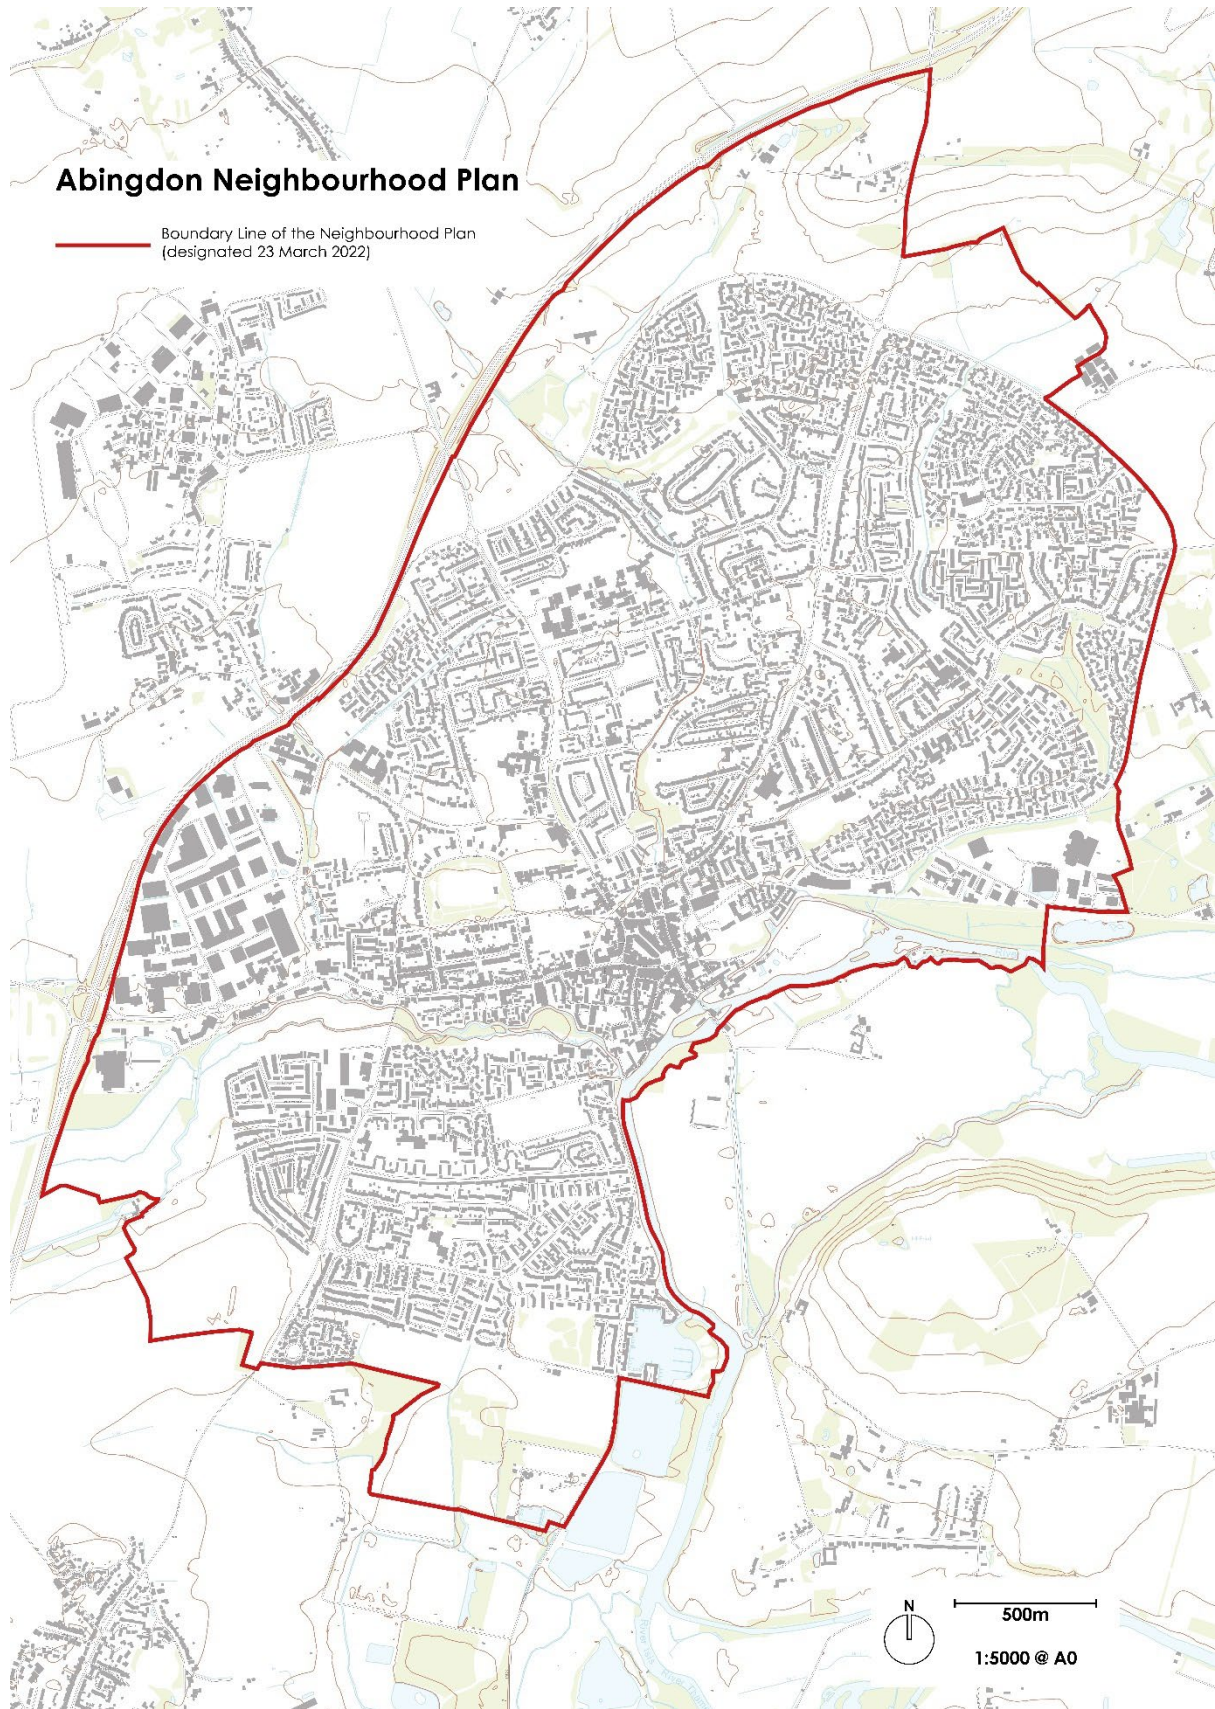 Abingdon Neighbourhood Plan
Boundary Line of the Neighbourhood Plan
(designated 23 March 2022)
N
500m
1:5000 @ A0